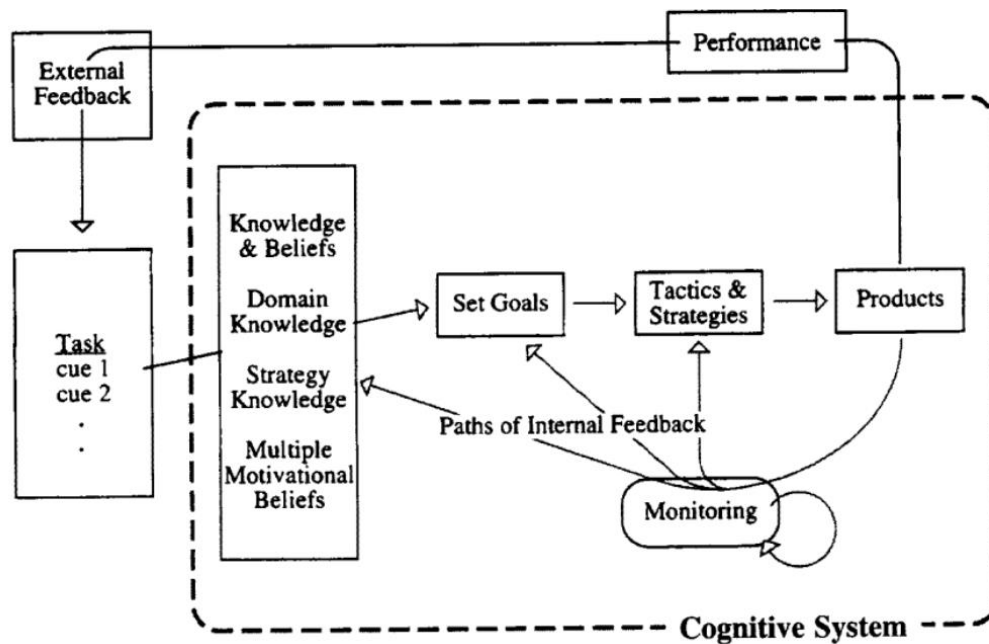 Performance
External
Feedback
Knowledge
& Beliefs
Domain
Knowledge
Strategy
Knowledge
Multiple
Motivational
Beliefs
Task
cue 1
cue 2
.
.
Set Goals
Tactics &
Strategies
Products
Paths of Internal Feedback
Monitoring
Cognitive System